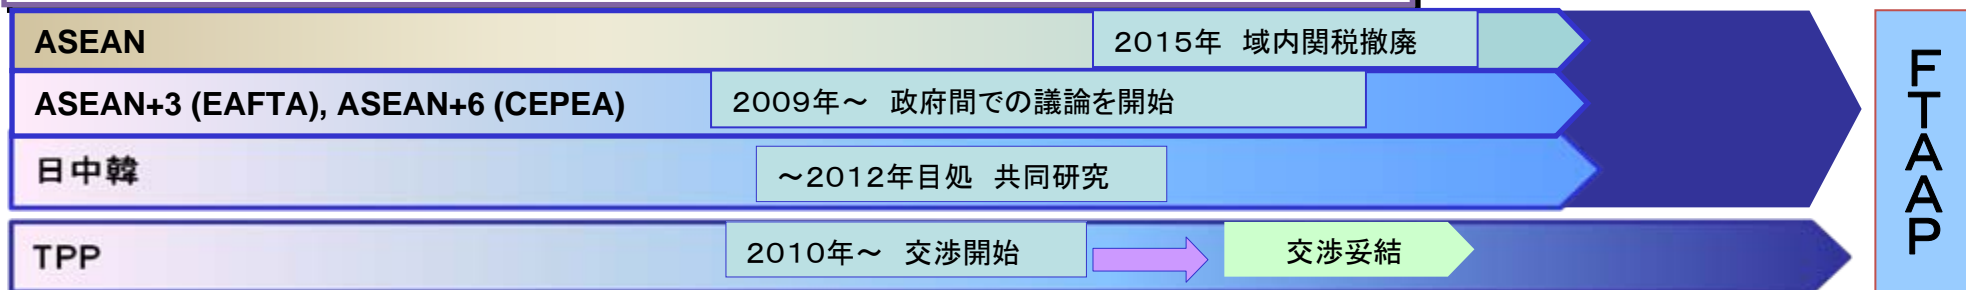 ASEAN
2015年 域内関税撤廃
ASEAN+3 (EAFTA), ASEAN+6 (CEPEA)
2009年～ 政府間での議論を開始
日中韓
～2012年目処 共同研究
TPP
2010年～ 交渉開始
交渉妥結
FTAAP